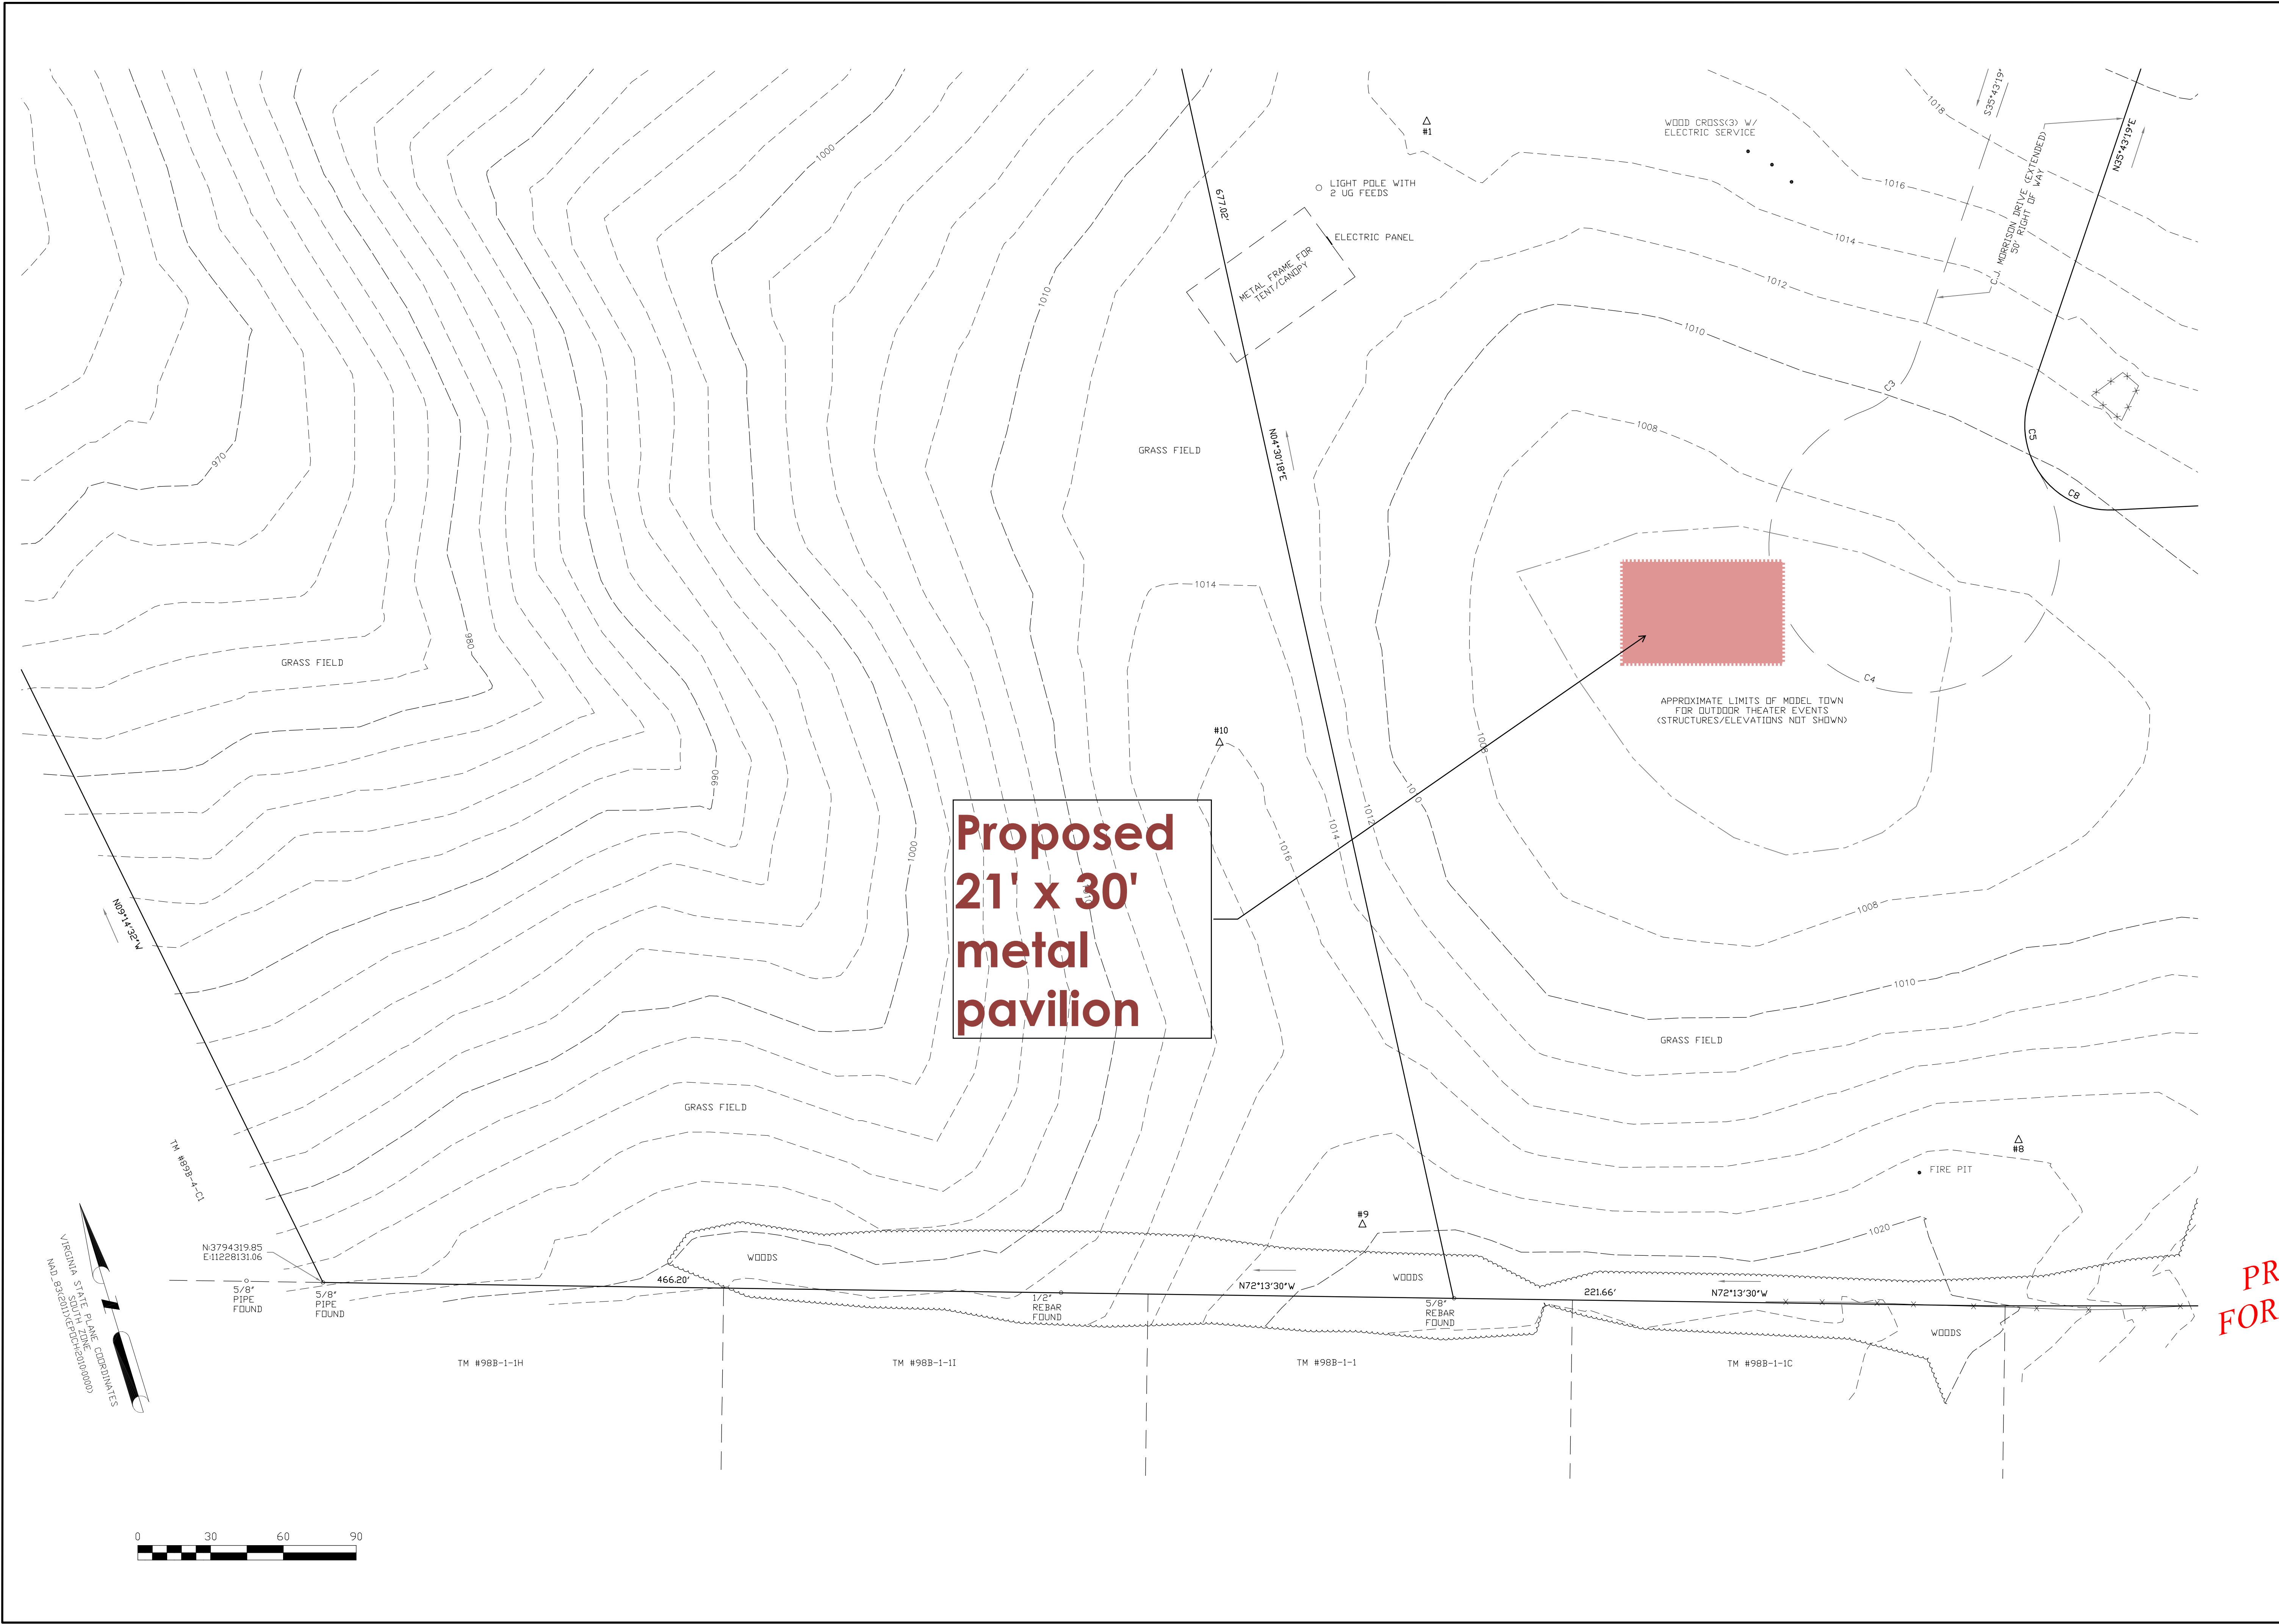 1018
S35°43'19"
N35°43'19"E
C.J. MORRISON DRIVE (EXTENDED)
50' RIGHT OF WAY
#1
WOOD CROSS(3) W/
ELECTRIC SERVICE
1000
1016
LIGHT POLE WITH
2 UG FEEDS
677.02'
ELECTRIC PANEL
1014
METAL FRAME FOR
TENT/CANOPY
1012
1010
1010
C3
1008
C5
GRASS FIELD
N04°30'18"E
970
C8
1014
980
GRASS FIELD
C4
APPROXIMATE LIMITS OF MODEL TOWN
FOR OUTDOOR THEATER EVENTS
(STRUCTURES/ELEVATIONS NOT SHOWN)
#10
1008
990
1010
1012
1014
Proposed
21' x 30'
metal
pavilion
1000
1016
1010
1008
N09°14'32"W
1010
GRASS FIELD
GRASS FIELD
TM #89B-4-C1
#8
FIRE PIT
#9
1020
N:3794319.85
E:11228131.06
WOODS
WOODS
466.20'
N72°13'30"W
221.66'
N72°13'30"W
5/8"
PIPE
FOUND
5/8"
PIPE
FOUND
1/2"
REBAR
FOUND
5/8"
REBAR
FOUND
WOODS
PR
FOR
VIRGINIA STATE PLANE COORDINATES
SOUTH ZONE
NAD_83(2011)(EPOCH:2010.0000)
TM #98B-1-1H
TM #98B-1-1I
TM #98B-1-1
TM #98B-1-1C
0 30 60 90